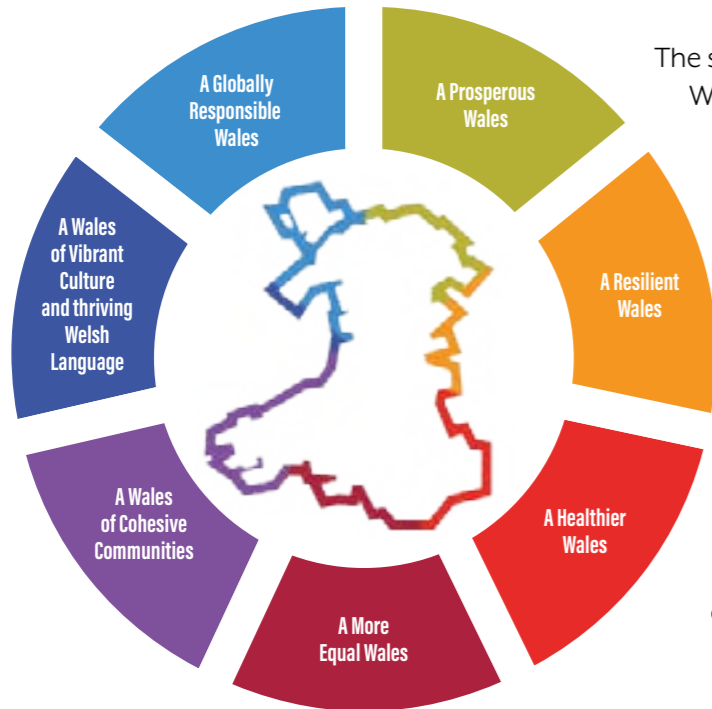 The s
W
A Globally
Responsible
Wales
A Prosperous
Wales
A Resilient
Wales
A Healthier
Wales
A More
Equal Wales
A Wales
of Cohesive
Communities
A Wales
of Vibrant
Culture
and thriving
Welsh
Language